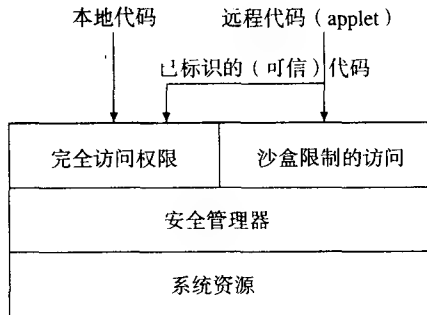 本地代码 远程代码（applet）
已标识的（可信）代码
完全访问权限 沙盒限制的访问
安全管理器
系统资源